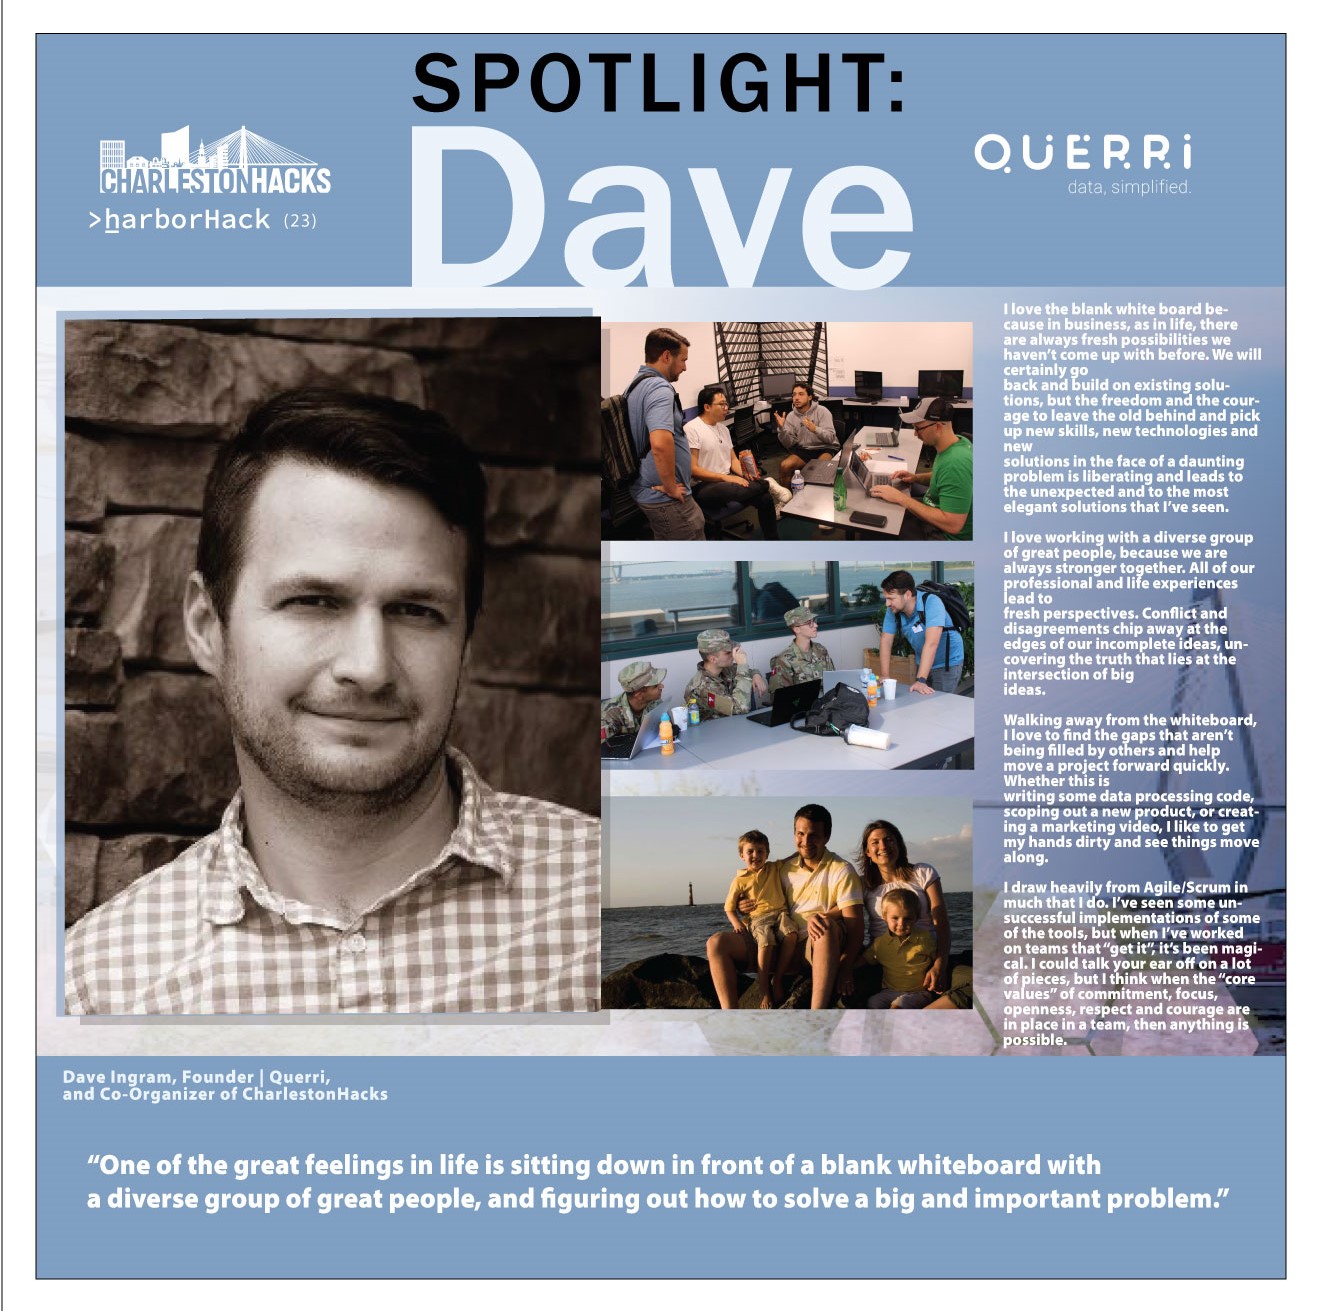 SPOTLIGHT:
Dave
CHARLESTONHACKS
>harborHack (23)
QUERRi
data, simplified.
I love the blank white board be-
cause in business, as in life, there
are always fresh possibilities we
haven't come up with before. We will
certainly go
back and build on existing solu-
tions, but the freedom and the cour-
age to leave the old behind and pick
up new skills, new technologies and
new
solutions in the face of a daunting
problem is liberating and leads to
the unexpected and to the most
elegant solutions that I've seen.
I love working with a diverse group
of great people, because we are
always stronger together. All of our
professional and life experiences
lead to
fresh perspectives. Conflict and
disagreements chip away at the
edges of our incomplete ideas, un-
covering the truth that lies at the
intersection of big
ideas.
Walking away from the whiteboard,
I love to find the gaps that aren't
being filled by others and help
move a project forward quickly.
Whether this is
writing some data processing code,
scoping out a new product, or creat-
ing a marketing video, I like to get
my hands dirty and see things move
along.
I draw heavily from Agile/Scrum in
much that I do. I've seen some un-
successful implementations of some
of the tools, but when I've worked
on teams that “get it”, it's been magi-
cal. I could talk your ear off on a lot
of pieces, but I think when the “core
values” of commitment, focus,
openness, respect and courage are
in place in a team, then anything is
possible.
Dave Ingram, Founder | Querri,
and Co-Organizer of CharlestonHacks
“One of the great feelings in life is sitting down in front of a blank whiteboard with
a diverse group of great people, and figuring out how to solve a big and important problem.”